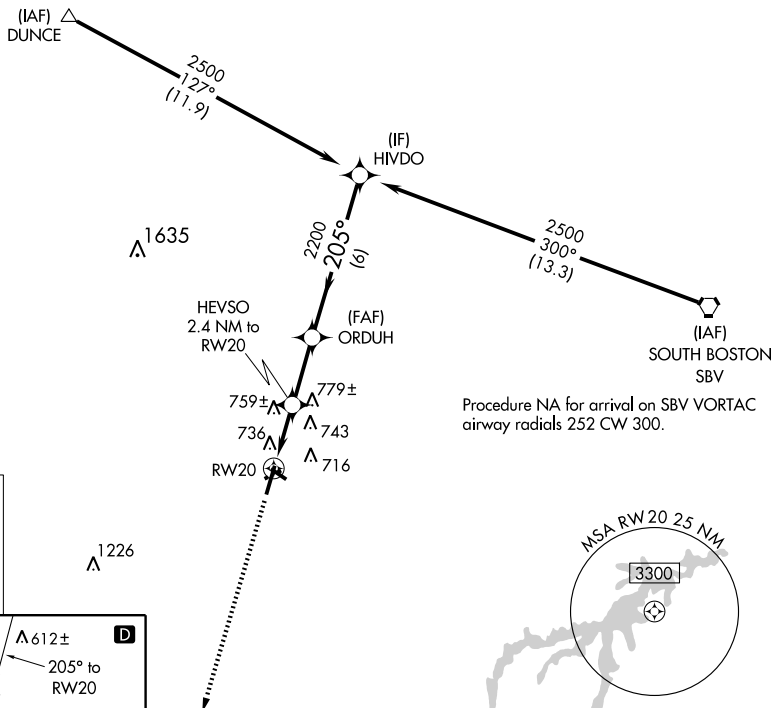 (IAF)
DUNCE
2500
127°
(11.9)
(IF)
HIVDO
1635
2200
205°
(6)
2500
300°
(13.3)
HEVSO
2.4 NM to
RW20
(FAF)
ORDUH
(IAF)
SOUTH BOSTON
SBV
759±
779±
Procedure NA for arrival on SBV VORTAC
airway radials 252 CW 300.
736
743
RW20
716
MSA RW20 25 NM
3300
1226
612±
D
205° to
RW20